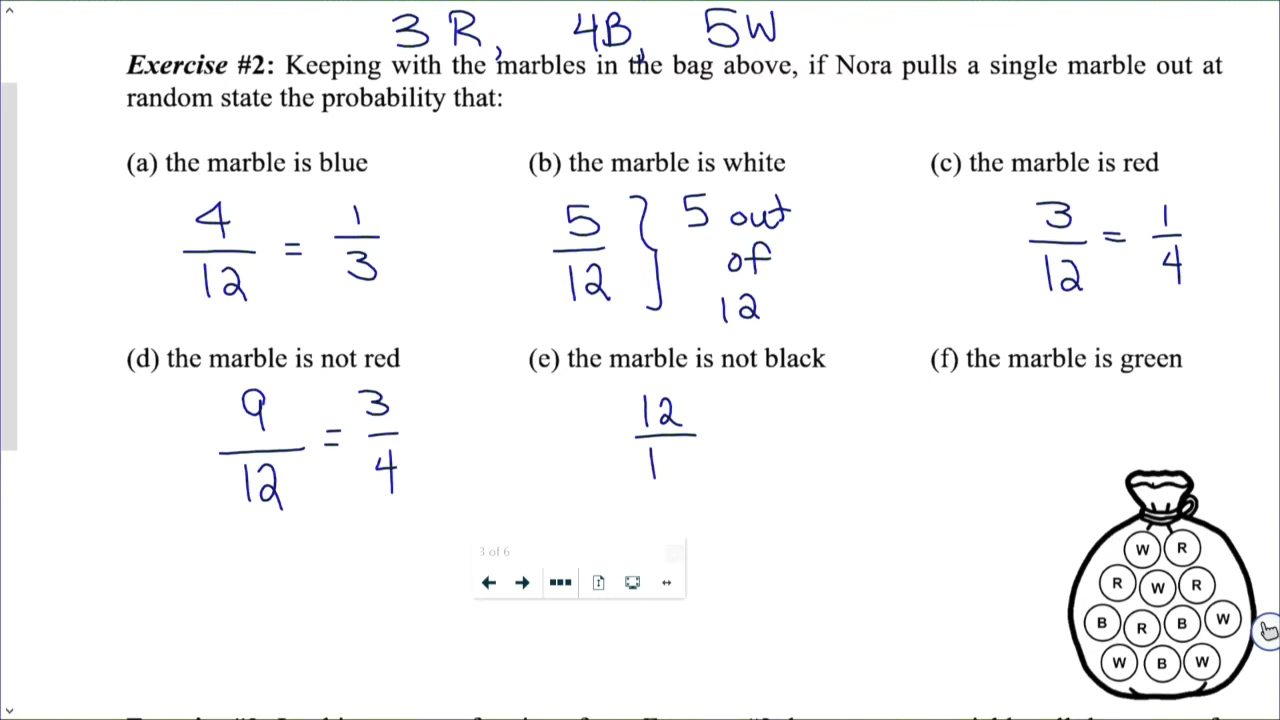 3 R, 4B, 5W
Exercise #2: Keeping with the marbles in the bag above, if Nora pulls a single marble out at
random state the probability that:
(a) the marble is blue
4/12 = 1/3
(b) the marble is white
5/12 } 5 out
of
12
(c) the marble is red
3/12 = 1/4
(d) the marble is not red
9/12 = 3/4
(e) the marble is not black
12/1
(f) the marble is green
3 of 6
W R
R W R
B R B W
W B W